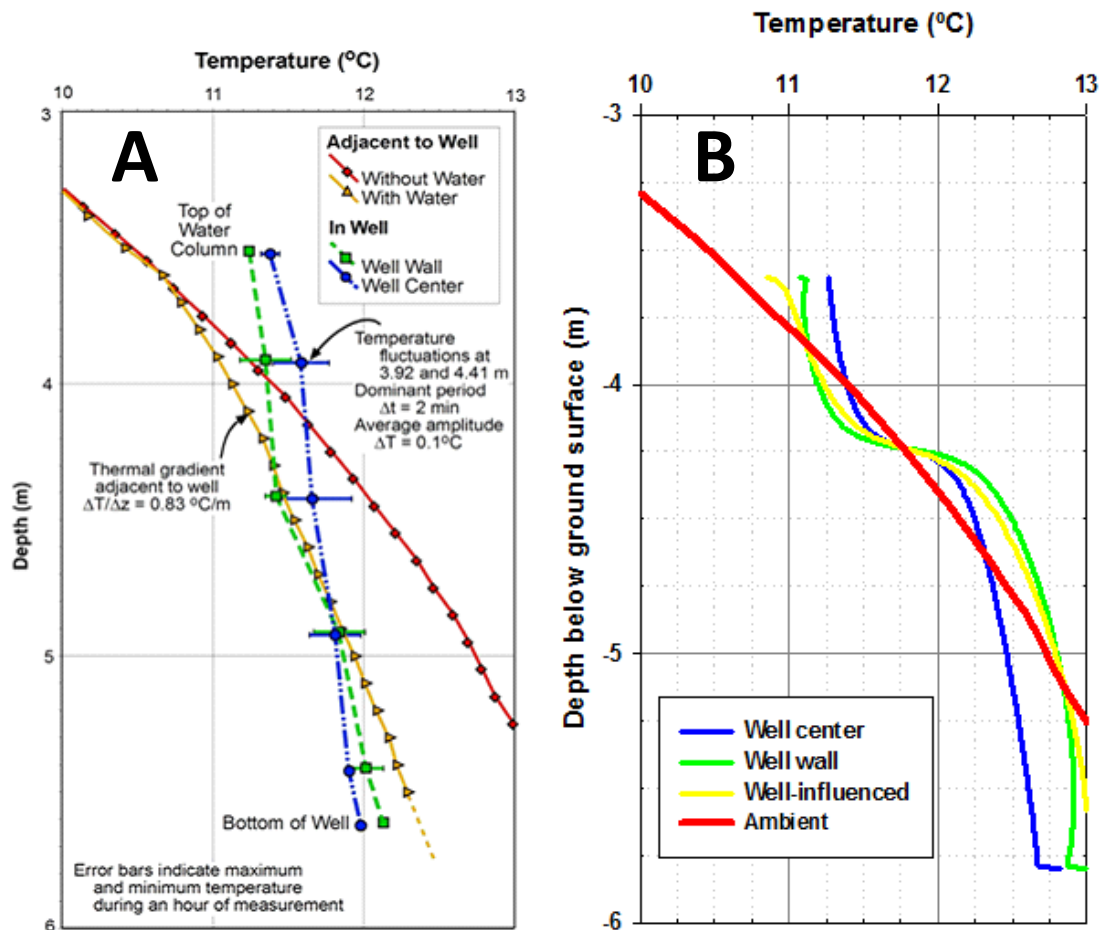 Temperature (ºC)
10 11 12 13
3
4
5
6
Depth (m)
A
Adjacent to Well
Without Water
With Water
In Well
Well Wall
Well Center
Top of
Water
Column
Temperature
fluctuations at
3.92 and 4.41 m
Dominant period
Δt = 2 min
Average amplitude
ΔT = 0.1ºC
Thermal gradient
adjacent to well
ΔT/Δz = 0.83 ºC/m
Bottom of Well
Error bars indicate maximum
and minimum temperature
during an hour of measurement
Temperature (ºC)
10 11 12 13
-3
-4
-5
-6
Depth below ground surface (m)
B
Well center
Well wall
Well-influenced
Ambient